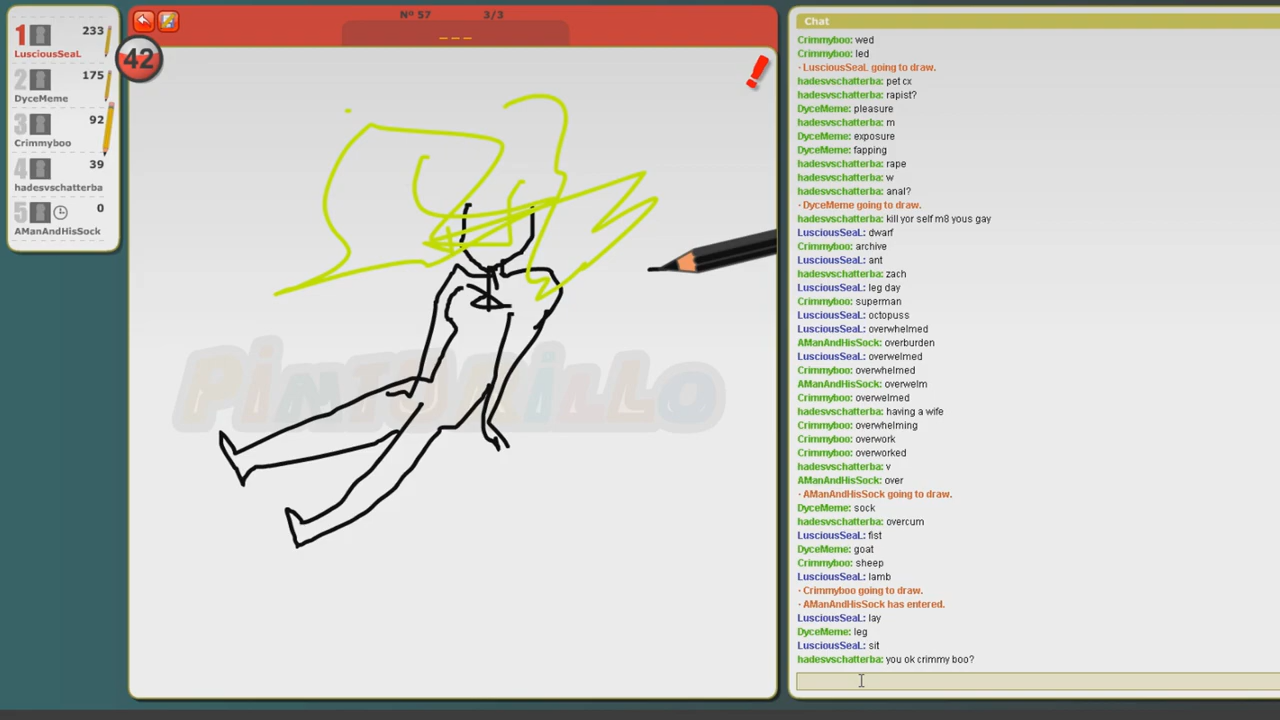 1 233
LusciousSeaL
2 175
DyceMeme
3 92
Crimmyboo
4 39
hadesvschatterba
5 0
AManAndHisSock
42
Nº 57 3/3
_ _ _
Pinturillo
Chat
Crimmyboo: wed
Crimmyboo: led
· LusciousSeaL going to draw.
hadesvschatterba: pet cx
hadesvschatterba: rapist?
DyceMeme: pleasure
hadesvschatterba: m
DyceMeme: exposure
DyceMeme: fapping
hadesvschatterba: rape
hadesvschatterba: w
hadesvschatterba: anal?
· DyceMeme going to draw.
hadesvschatterba: kill yor self m8 yous gay
LusciousSeaL: dwarf
Crimmyboo: archive
LusciousSeaL: ant
hadesvschatterba: zach
LusciousSeaL: leg day
Crimmyboo: superman
LusciousSeaL: octopuss
LusciousSeaL: overwhelmed
AManAndHisSock: overburden
LusciousSeaL: overwelmed
Crimmyboo: overwhelmed
AManAndHisSock: overwelm
Crimmyboo: overwelmed
hadesvschatterba: having a wife
Crimmyboo: overwhelming
Crimmyboo: overwork
Crimmyboo: overworked
hadesvschatterba: v
AManAndHisSock: over
· AManAndHisSock going to draw.
DyceMeme: sock
hadesvschatterba: overcum
LusciousSeaL: fist
DyceMeme: goat
Crimmyboo: sheep
LusciousSeaL: lamb
· Crimmyboo going to draw.
· AManAndHisSock has entered.
LusciousSeaL: lay
DyceMeme: leg
LusciousSeaL: sit
hadesvschatterba: you ok crimmy boo?